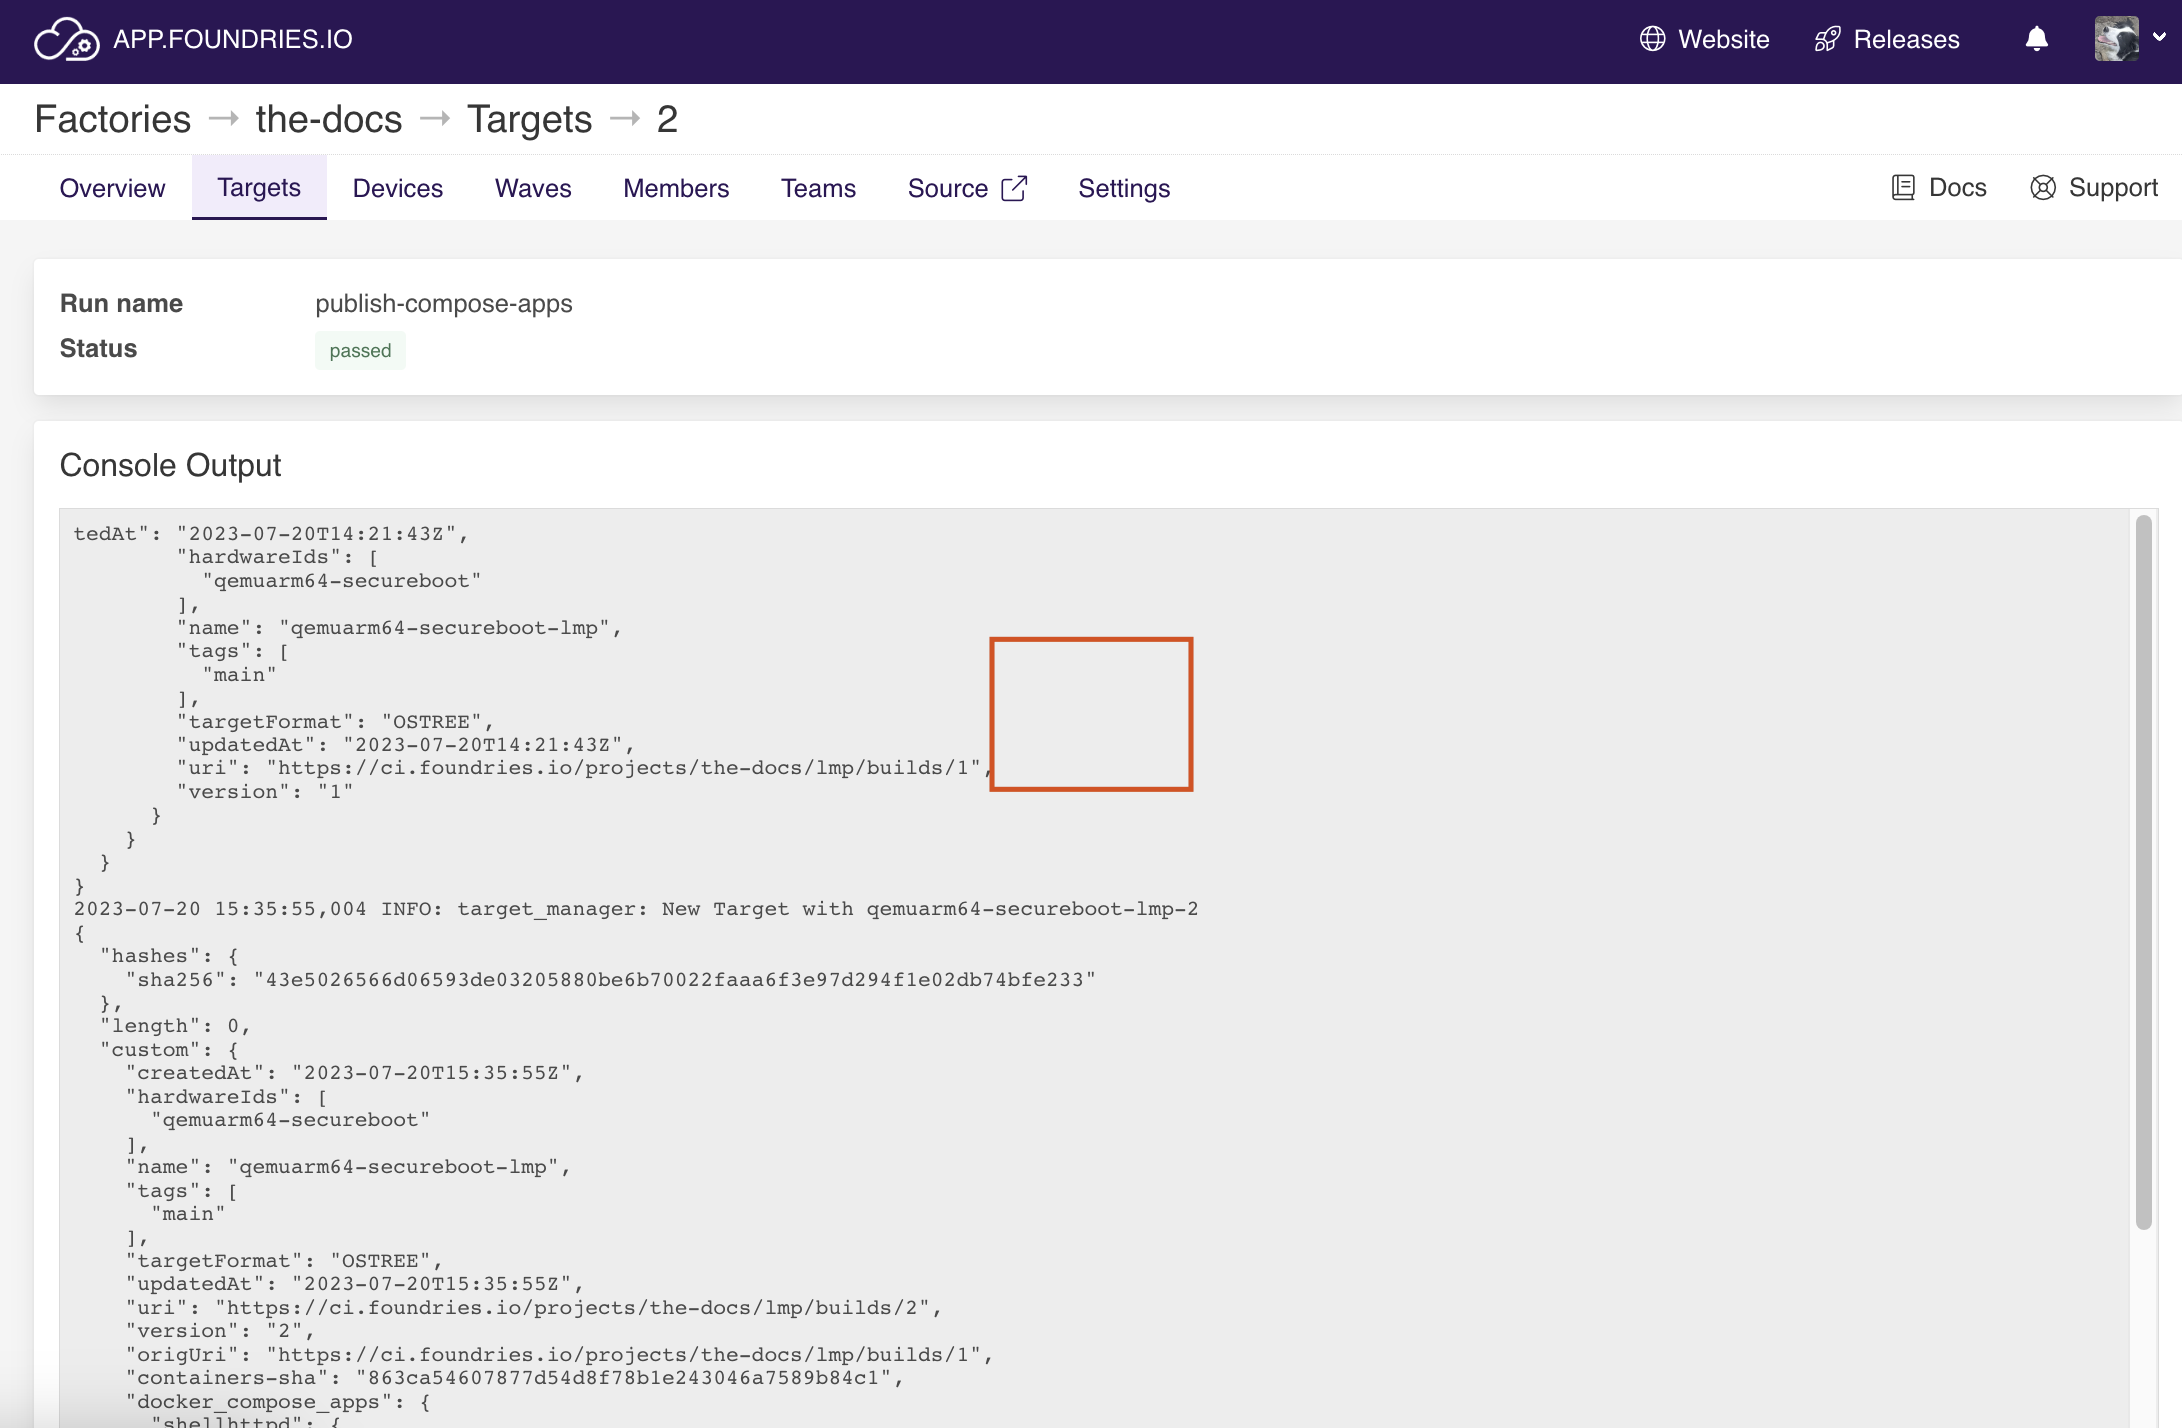 APP.FOUNDRIES.IO Website Releases
Factories → the-docs → Targets → 2
Overview Targets Devices Waves Members Teams Source Settings Docs Support
Run name publish-compose-apps
Status passed
Console Output
tedAt": "2023-07-20T14:21:43Z",
"hardwareIds": [
"qemuarm64-secureboot"
],
"name": "qemuarm64-secureboot-lmp",
"tags": [
"main"
],
"targetFormat": "OSTREE",
"updatedAt": "2023-07-20T14:21:43Z",
"uri": "https://ci.foundries.io/projects/the-docs/lmp/builds/1",
"version": "1"
}
}
}
}
2023-07-20 15:35:55,004 INFO: target_manager: New Target with qemuarm64-secureboot-lmp-2
{
"hashes": {
"sha256": "43e5026566d06593de03205880be6b70022faaa6f3e97d294f1e02db74bfe233"
},
"length": 0,
"custom": {
"createdAt": "2023-07-20T15:35:55Z",
"hardwareIds": [
"qemuarm64-secureboot"
],
"name": "qemuarm64-secureboot-lmp",
"tags": [
"main"
],
"targetFormat": "OSTREE",
"updatedAt": "2023-07-20T15:35:55Z",
"uri": "https://ci.foundries.io/projects/the-docs/lmp/builds/2",
"version": "2",
"origUri": "https://ci.foundries.io/projects/the-docs/lmp/builds/1",
"containers-sha": "863ca54607877d54d8f78b1e243046a7589b84c1",
"docker_compose_apps": {
"shellhttpd": {